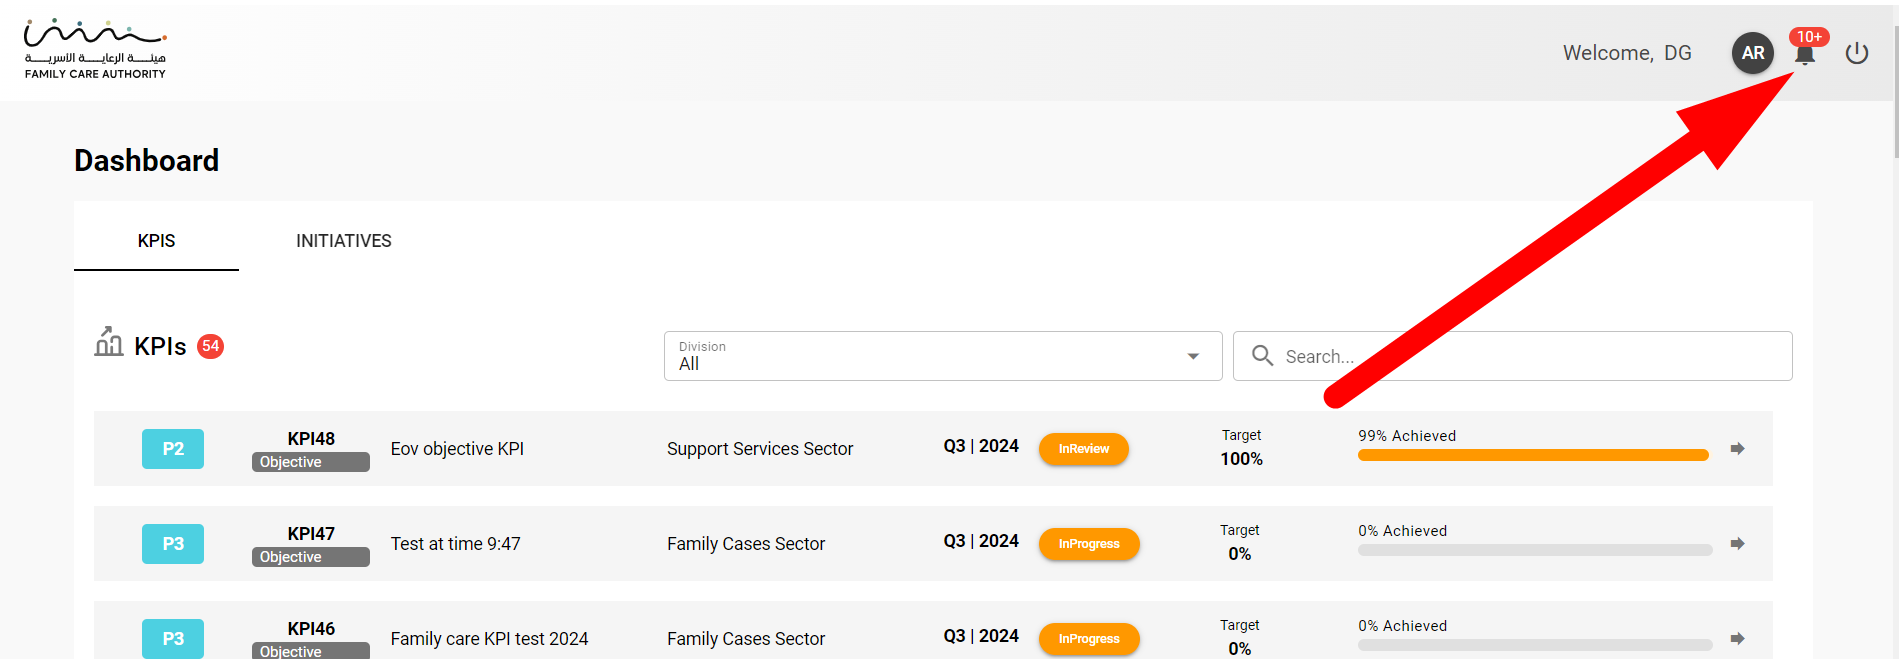 هيئـــة الرعايـــة الاسريـــة
FAMILY CARE AUTHORITY
Welcome, DG
AR
10+
Dashboard
KPIS
INITIATIVES
KPIs 54
Division
All
Search...
P2
KPI48
Objective
Eov objective KPI
Support Services Sector
Q3 | 2024
InReview
Target
100%
99% Achieved
P3
KPI47
Objective
Test at time 9:47
Family Cases Sector
Q3 | 2024
InProgress
Target
0%
0% Achieved
P3
KPI46
Objective
Family care KPI test 2024
Family Cases Sector
Q3 | 2024
InProgress
Target
0%
0% Achieved